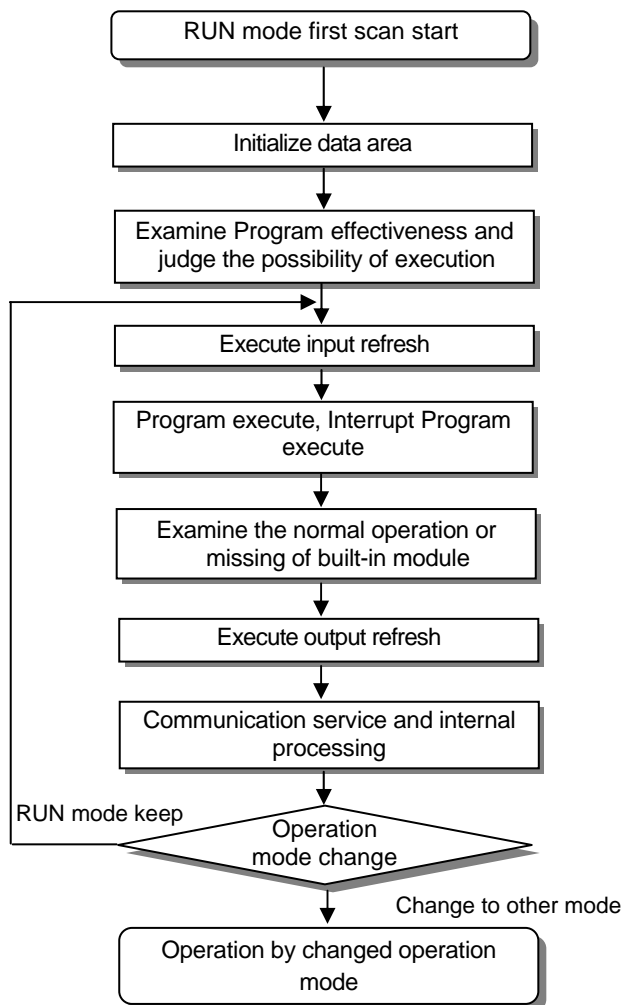 RUN mode first scan start
Initialize data area
Examine Program effectiveness and
judge the possibility of execution
Execute input refresh
Program execute, Interrupt Program
execute
Examine the normal operation or
missing of built-in module
Execute output refresh
Communication service and internal
processing
RUN mode keep
Operation
mode change
Change to other mode
Operation by changed operation
mode